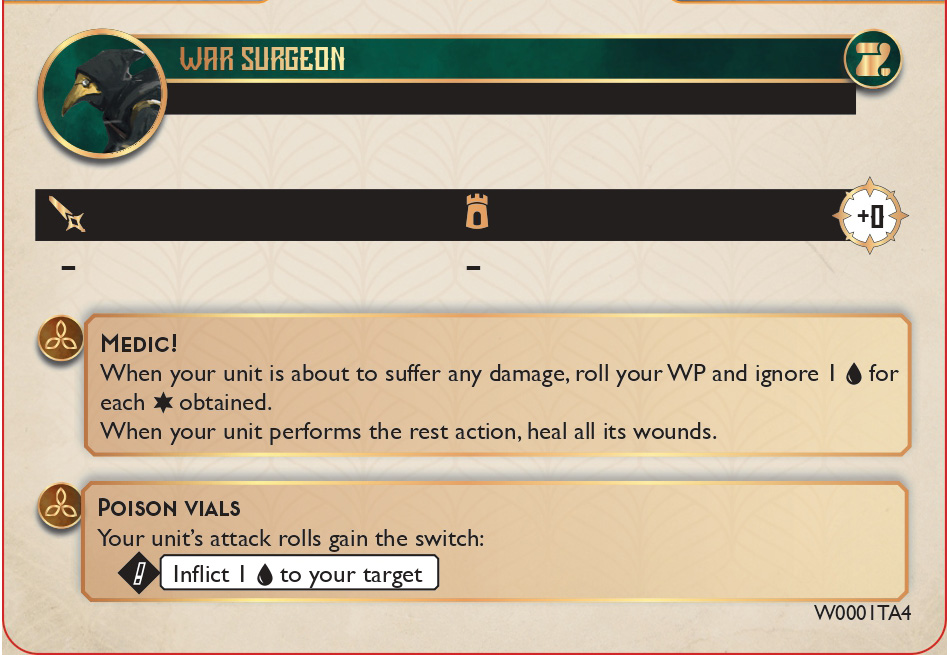 WAR SURGEON
+0
– –
MEDIC!
When your unit is about to suffer any damage, roll your WP and ignore 1 for
each obtained.
When your unit performs the rest action, heal all its wounds.
POISON VIALS
Your unit's attack rolls gain the switch:
! Inflict 1 to your target
W0001TA4